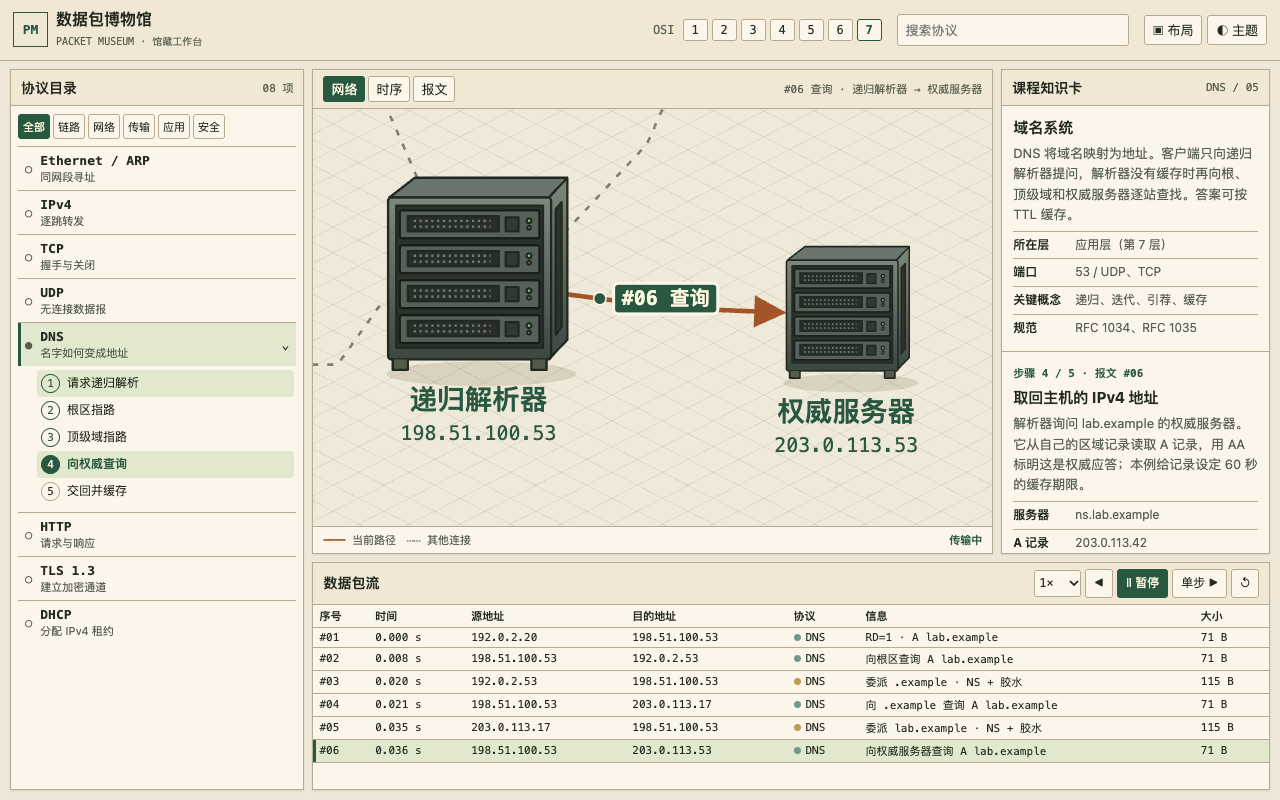 PM
数据包博物馆
PACKET MUSEUM · 馆藏工作台
OSI 1 2 3 4 5 6 7
搜索协议
▣ 布局
◐ 主题
协议目录
08 项
全部 链路 网络 传输 应用 安全
Ethernet / ARP
同网段寻址
IPv4
逐跳转发
TCP
握手与关闭
UDP
无连接数据报
DNS
名字如何变成地址
1 请求递归解析
2 根区指路
3 顶级域指路
4 向权威查询
5 交回并缓存
HTTP
请求与响应
TLS 1.3
建立加密通道
DHCP
分配 IPv4 租约
网络 时序 报文
#06 查询 · 递归解析器 → 权威服务器
#06 查询
递归解析器
198.51.100.53
权威服务器
203.0.113.53
当前路径
其他连接
传输中
课程知识卡
DNS / 05
域名系统
DNS 将域名映射为地址。客户端只向递归
解析器提问，解析器没有缓存时再向根、
顶级域和权威服务器逐站查找。答案可按
TTL 缓存。
所在层 应用层（第 7 层）
端口 53 / UDP、TCP
关键概念 递归、迭代、引荐、缓存
规范 RFC 1034、RFC 1035
步骤 4 / 5 · 报文 #06
取回主机的 IPv4 地址
解析器询问 lab.example 的权威服务器。
它从自己的区域记录读取 A 记录，用 AA
标明这是权威应答；本例给记录设定 60 秒
的缓存期限。
服务器 ns.lab.example
A 记录 203.0.113.42
数据包流
1×
◀
Ⅱ 暂停
单步 ▶
↺
序号 时间 源地址 目的地址 协议 信息 大小
#01 0.000 s 192.0.2.20 198.51.100.53 DNS RD=1 · A lab.example 71 B
#02 0.008 s 198.51.100.53 192.0.2.53 DNS 向根区查询 A lab.example 71 B
#03 0.020 s 192.0.2.53 198.51.100.53 DNS 委派 .example · NS + 胶水 115 B
#04 0.021 s 198.51.100.53 203.0.113.17 DNS 向 .example 查询 A lab.example 71 B
#05 0.035 s 203.0.113.17 198.51.100.53 DNS 委派 lab.example · NS + 胶水 115 B
#06 0.036 s 198.51.100.53 203.0.113.53 DNS 向权威服务器查询 A lab.example 71 B